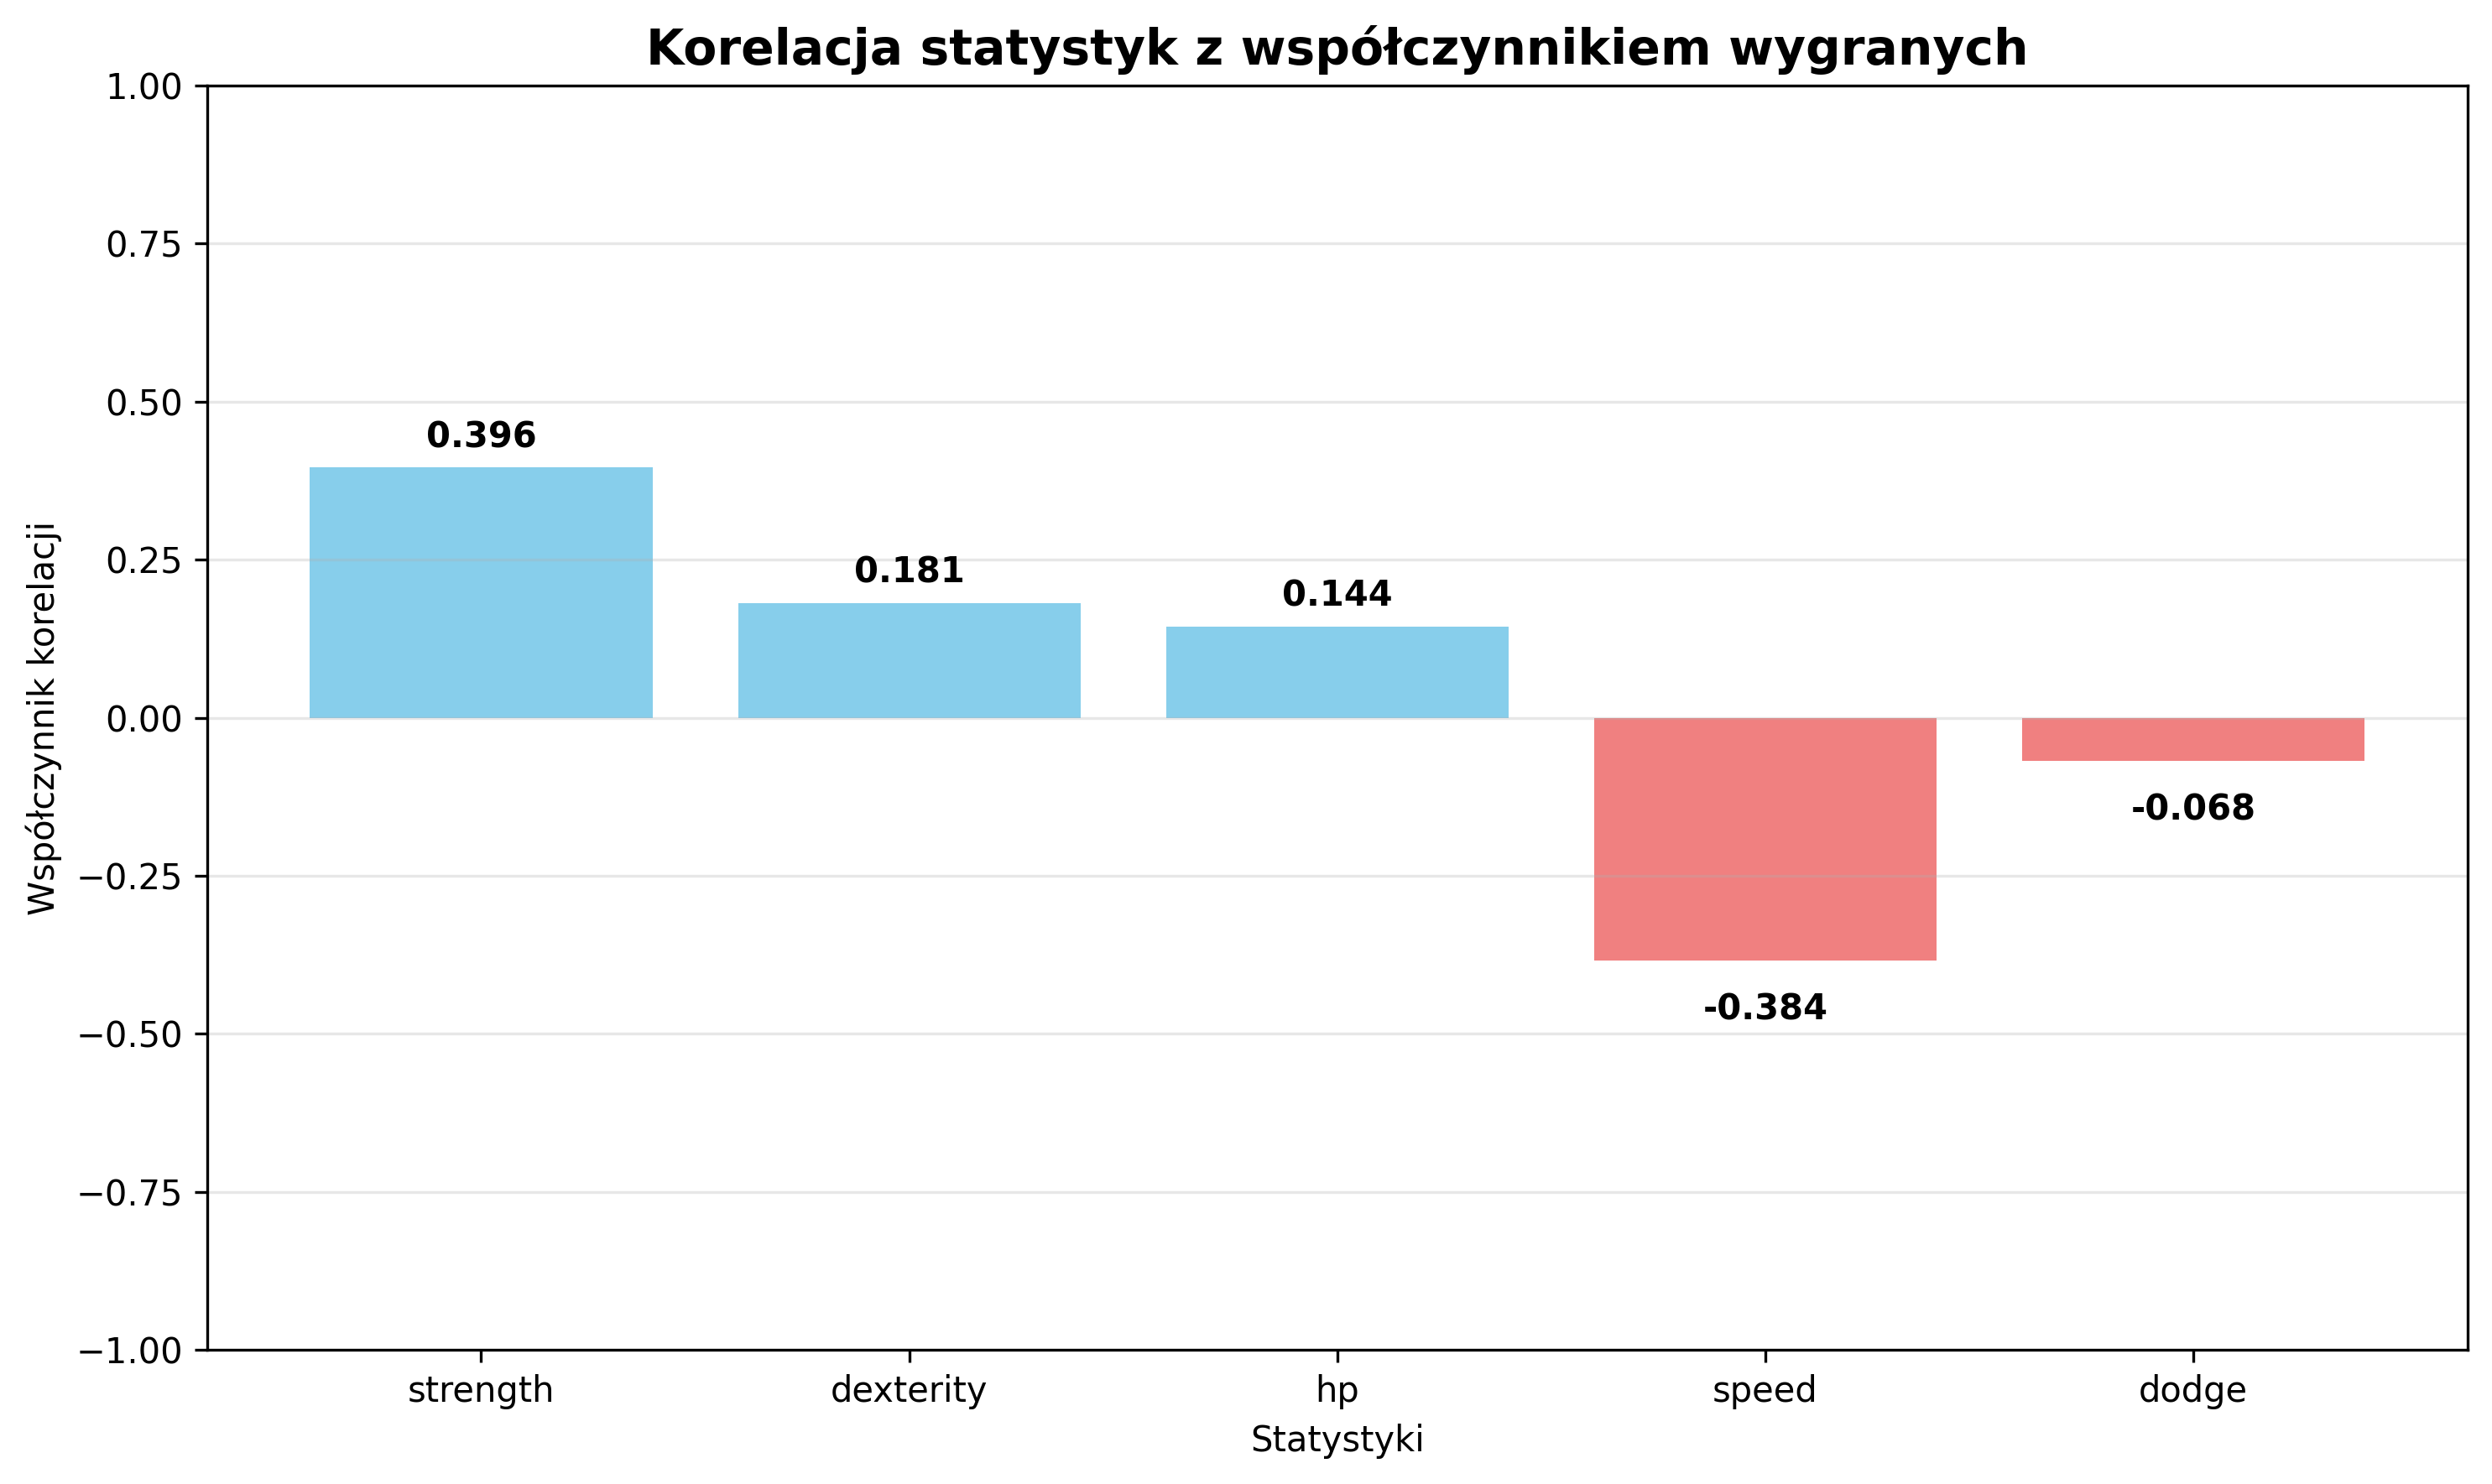 Korelacja statystyk z współczynnikiem wygranych
Współczynnik korelacji
1.00
0.75
0.50
0.25
0.00
−0.25
−0.50
−0.75
−1.00
0.396
0.181
0.144
-0.384
-0.068
strength
dexterity
hp
speed
dodge
Statystyki